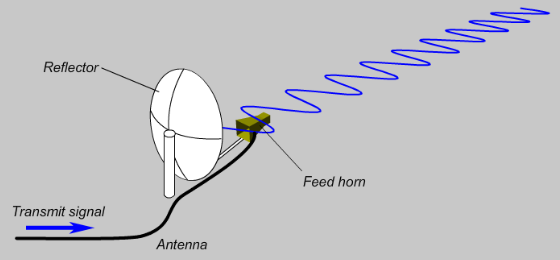 Reflector
Feed horn
Transmit signal
Antenna